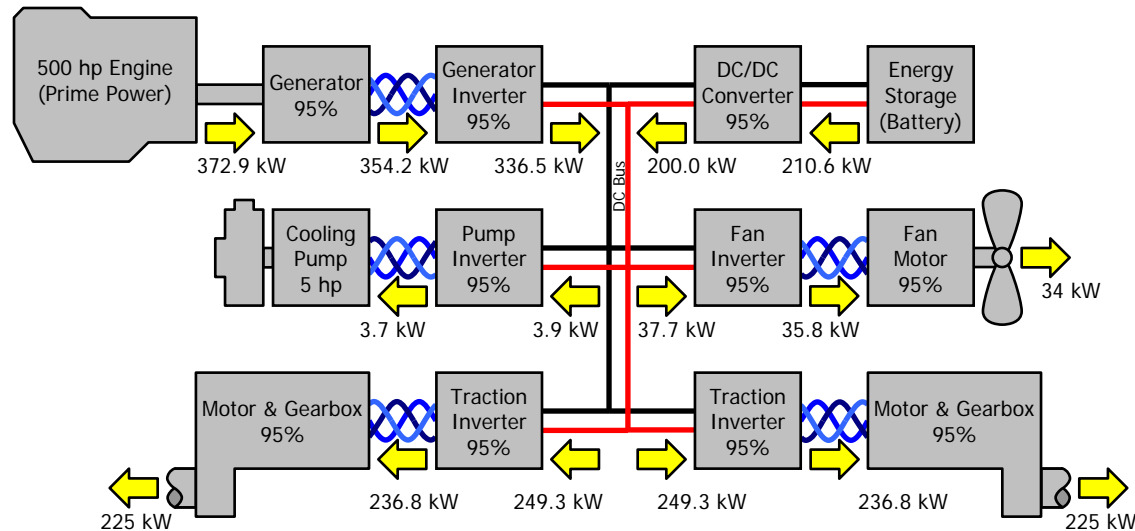 500 hp Engine
(Prime Power)
Generator
95%
Generator
Inverter
95%
DC/DC
Converter
95%
Energy
Storage
(Battery)
372.9 kW
354.2 kW
336.5 kW
200.0 kW
210.6 kW
DC Bus
Cooling
Pump
5 hp
Pump
Inverter
95%
Fan
Inverter
95%
Fan
Motor
95%
34 kW
3.7 kW
3.9 kW
37.7 kW
35.8 kW
Motor & Gearbox
95%
Traction
Inverter
95%
Traction
Inverter
95%
Motor & Gearbox
95%
225 kW
236.8 kW
249.3 kW
249.3 kW
236.8 kW
225 kW